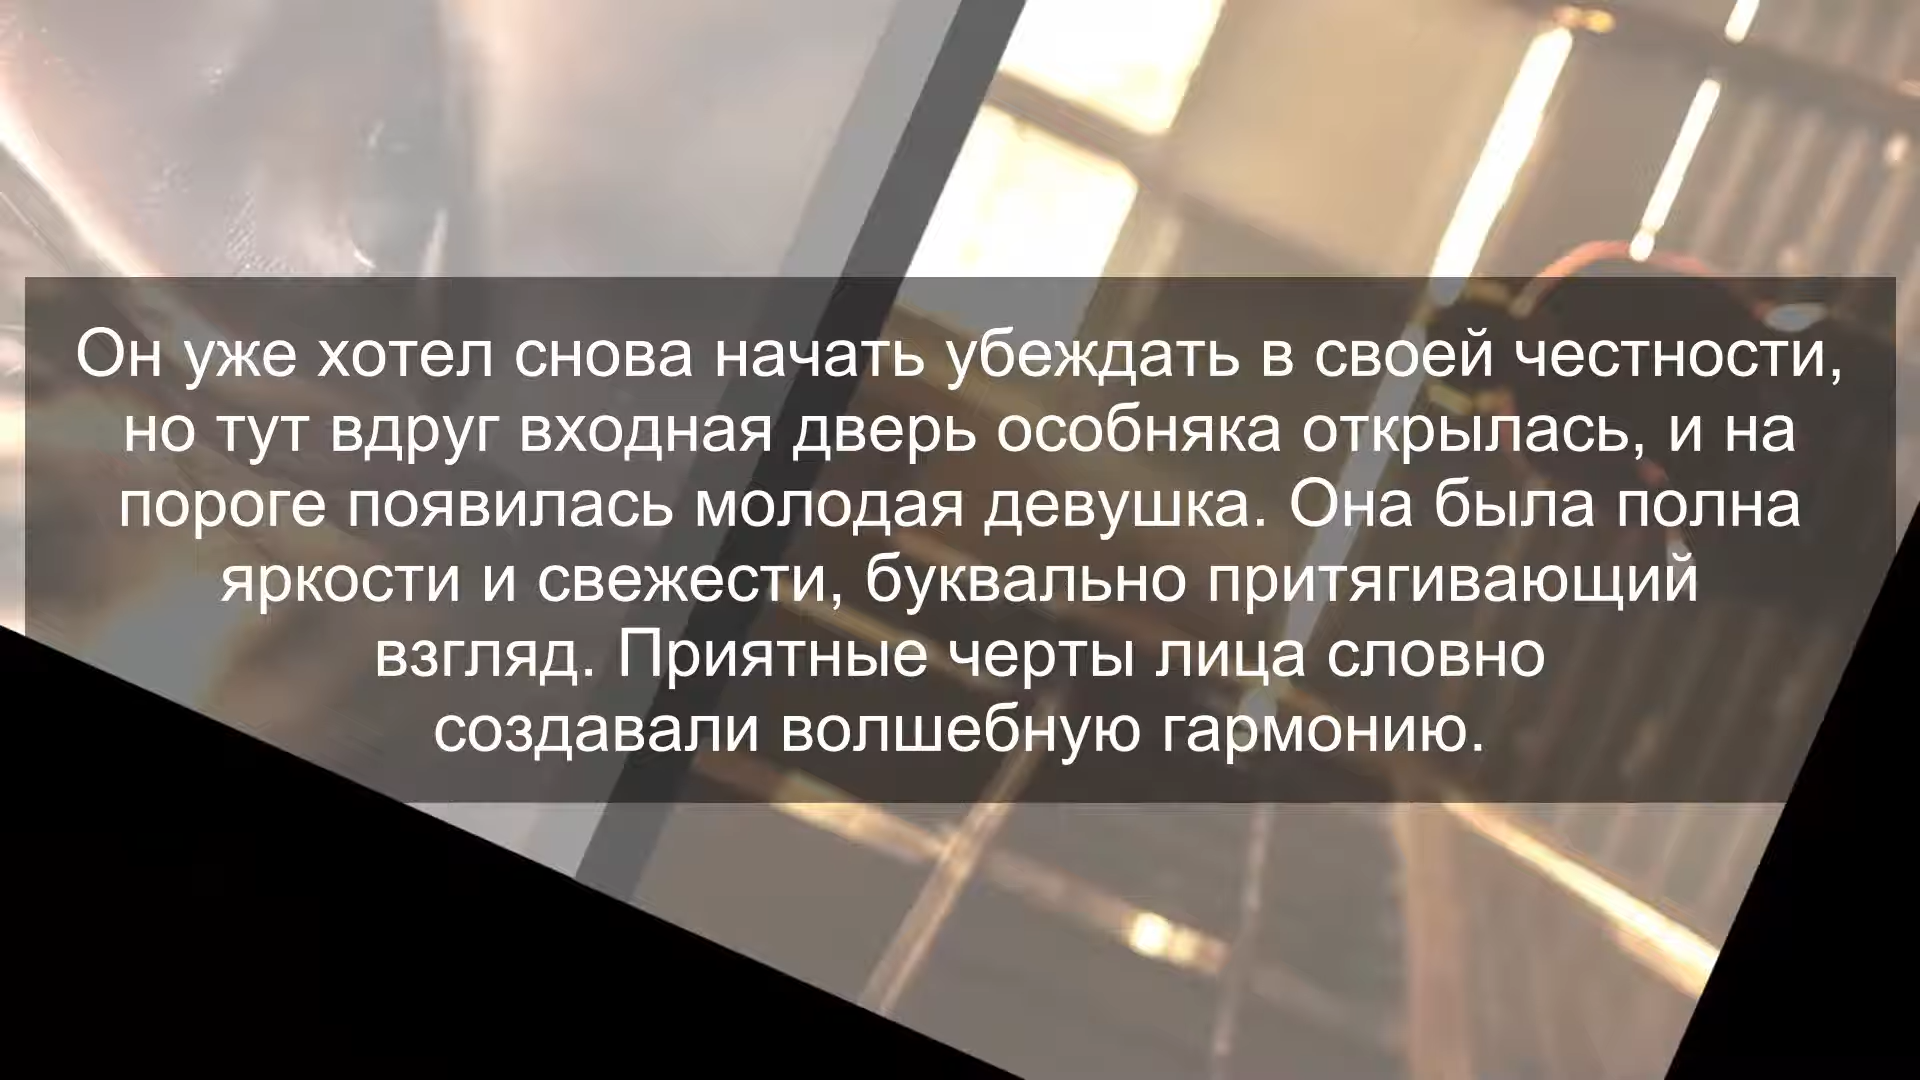 Он уже хотел снова начать убеждать в своей честности,
но тут вдруг входная дверь особняка открылась, и на
пороге появилась молодая девушка. Она была полна
яркости и свежести, буквально притягивающий
взгляд. Приятные черты лица словно
создавали волшебную гармонию.